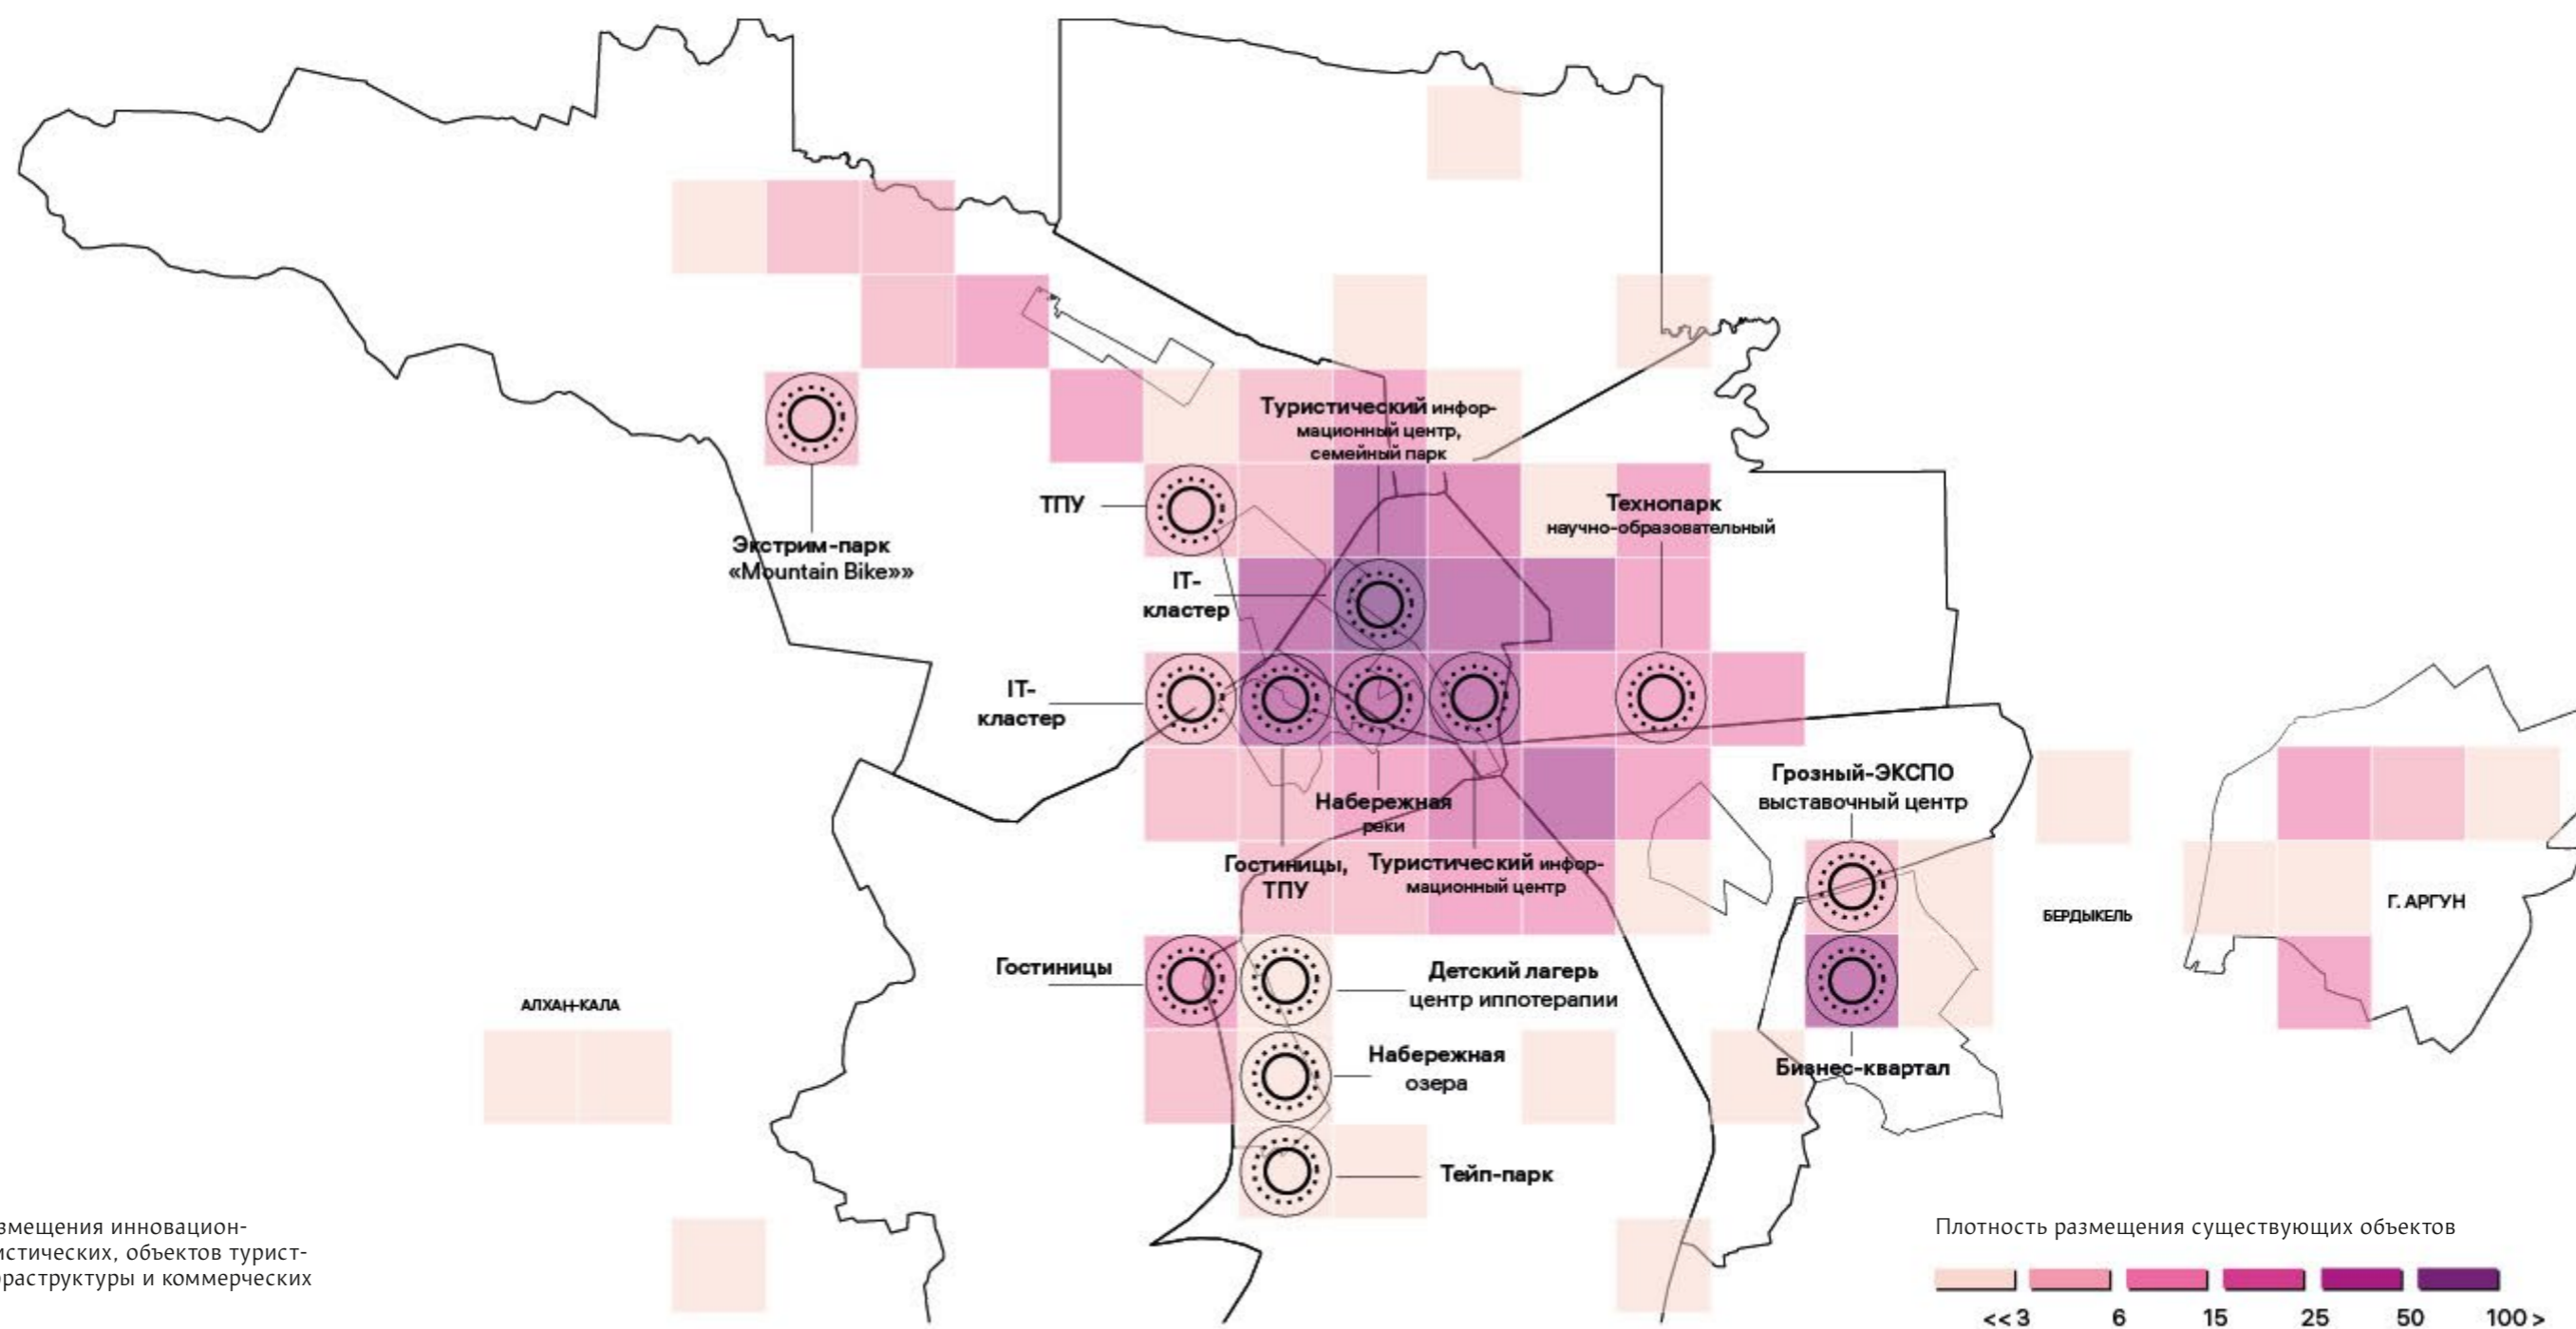 Туристический инфор-
мационный центр,
семейный парк
ТПУ
Технопарк
научно-образовательный
Экстрим-парк
«Mountain Bike»»
IT-
кластер
IT-
кластер
Набережная
реки
Грозный-ЭКСПО
выставочный центр
Гостиницы,
ТПУ
Туристический инфор-
мационный центр
Г. АРГУН
БЕРДЫКЕЛЬ
Гостиницы
Детский лагерь
центр иппотерапии
АЛХАН-КАЛА
Набережная
озера
Бизнес-квартал
Тейп-парк
змещения инновацион-
истических, объектов турист-
раструктуры и коммерческих
Плотность размещения существующих объектов
<< 3 6 15 25 50 100 >